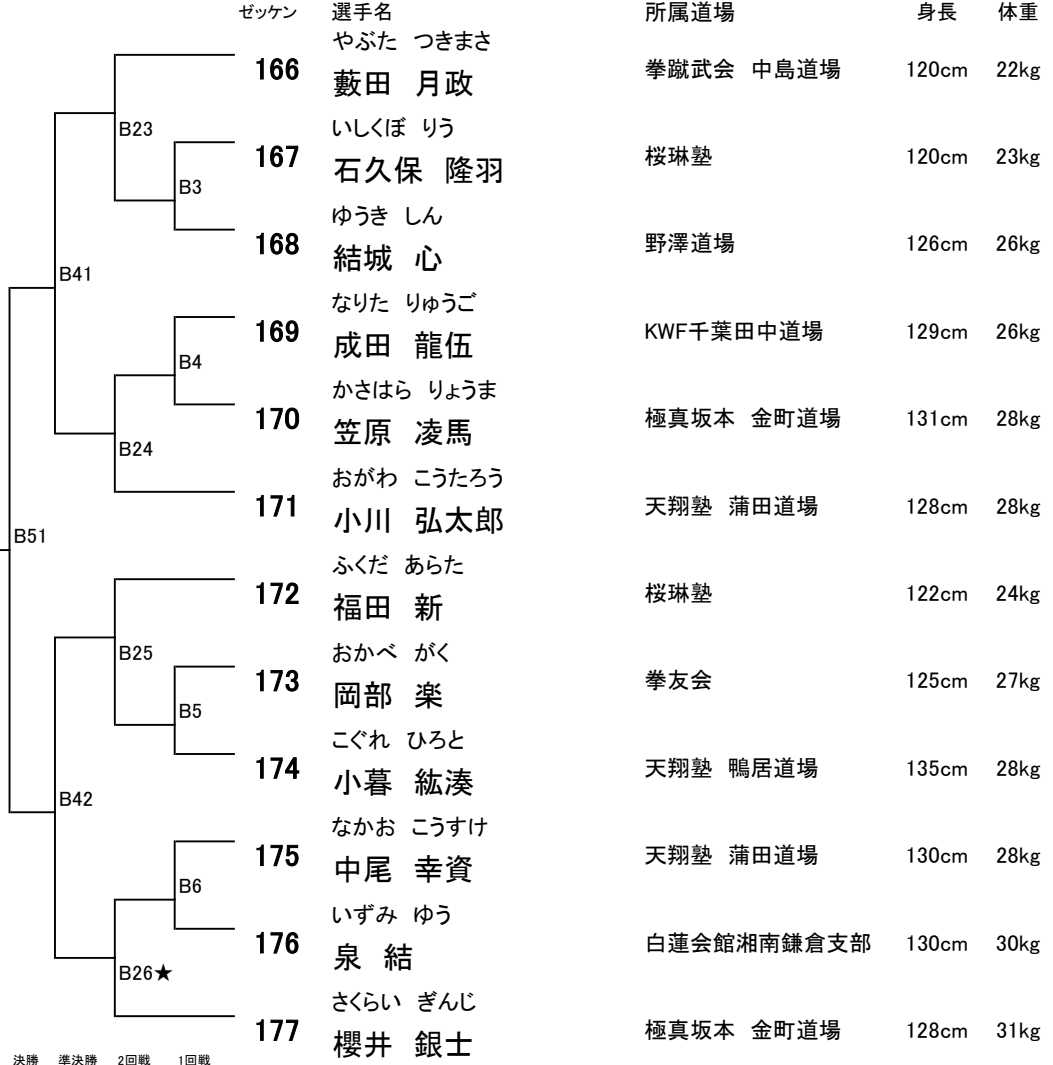 ゼッケン 選手名 所属道場 身長 体重
やぶた つきまさ
166 藪田 月政 拳蹴武会 中島道場 120cm 22kg
B23
いしくぼ りう
167 石久保 隆羽 桜琳塾 120cm 23kg
B3
ゆうき しん
168 結城 心 野澤道場 126cm 26kg
B41
なりた りゅうご
169 成田 龍伍 KWF千葉田中道場 129cm 26kg
B4
かさはら りょうま
170 笠原 凌馬 極真坂本 金町道場 131cm 28kg
B24
おがわ こうたろう
171 小川 弘太郎 天翔塾 蒲田道場 128cm 28kg
B51
ふくだ あらた
172 福田 新 桜琳塾 122cm 24kg
B25
おかべ がく
173 岡部 楽 拳友会 125cm 27kg
B5
こぐれ ひろと
174 小暮 紘湊 天翔塾 鴨居道場 135cm 28kg
B42
なかお こうすけ
175 中尾 幸資 天翔塾 蒲田道場 130cm 28kg
B6
いずみ ゆう
176 泉 結 白蓮会館湘南鎌倉支部 130cm 30kg
B26★
さくらい ぎんじ
177 櫻井 銀士 極真坂本 金町道場 128cm 31kg
決勝 準決勝 2回戦 1回戦